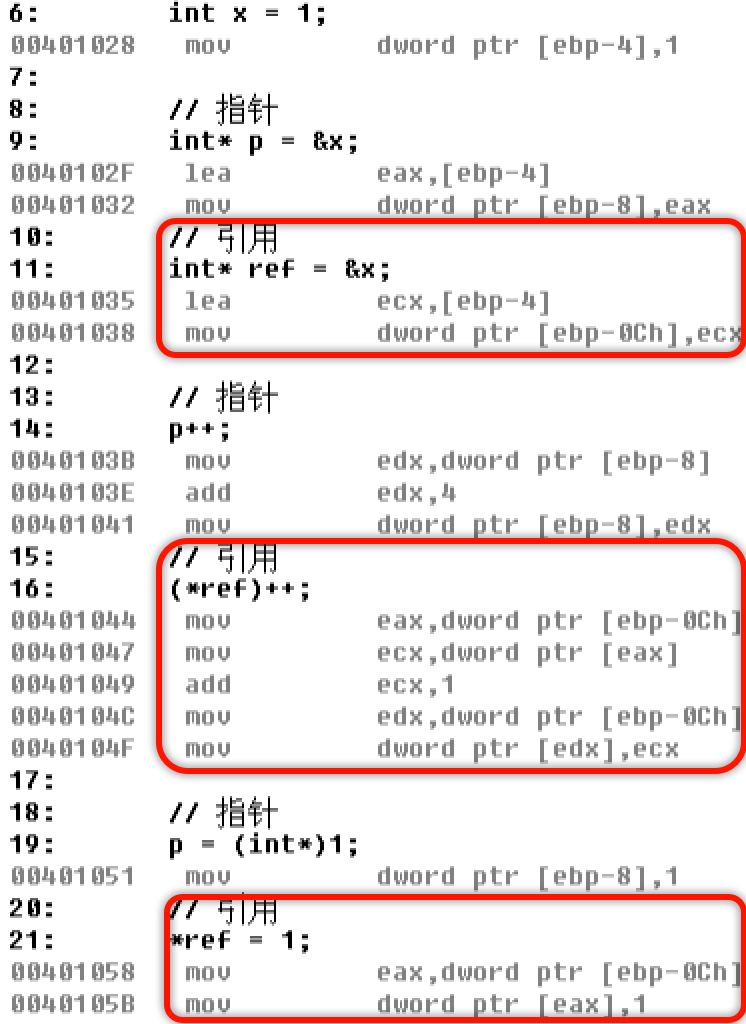 6: int x = 1;
00401028 mov dword ptr [ebp-4],1
7:
8: // 指针
9: int* p = &x;
0040102F lea eax,[ebp-4]
00401032 mov dword ptr [ebp-8],eax
10: // 引用
11: int* ref = &x;
00401035 lea ecx,[ebp-4]
00401038 mov dword ptr [ebp-0Ch],ecx
12:
13: // 指针
14: p++;
0040103B mov edx,dword ptr [ebp-8]
0040103E add edx,4
00401041 mov dword ptr [ebp-8],edx
15: // 引用
16: (*ref)++;
00401044 mov eax,dword ptr [ebp-0Ch]
00401047 mov ecx,dword ptr [eax]
00401049 add ecx,1
0040104C mov edx,dword ptr [ebp-0Ch]
0040104F mov dword ptr [edx],ecx
17:
18: // 指针
19: p = (int*)1;
00401051 mov dword ptr [ebp-8],1
20: // 引用
21: *ref = 1;
00401058 mov eax,dword ptr [ebp-0Ch]
0040105B mov dword ptr [eax],1